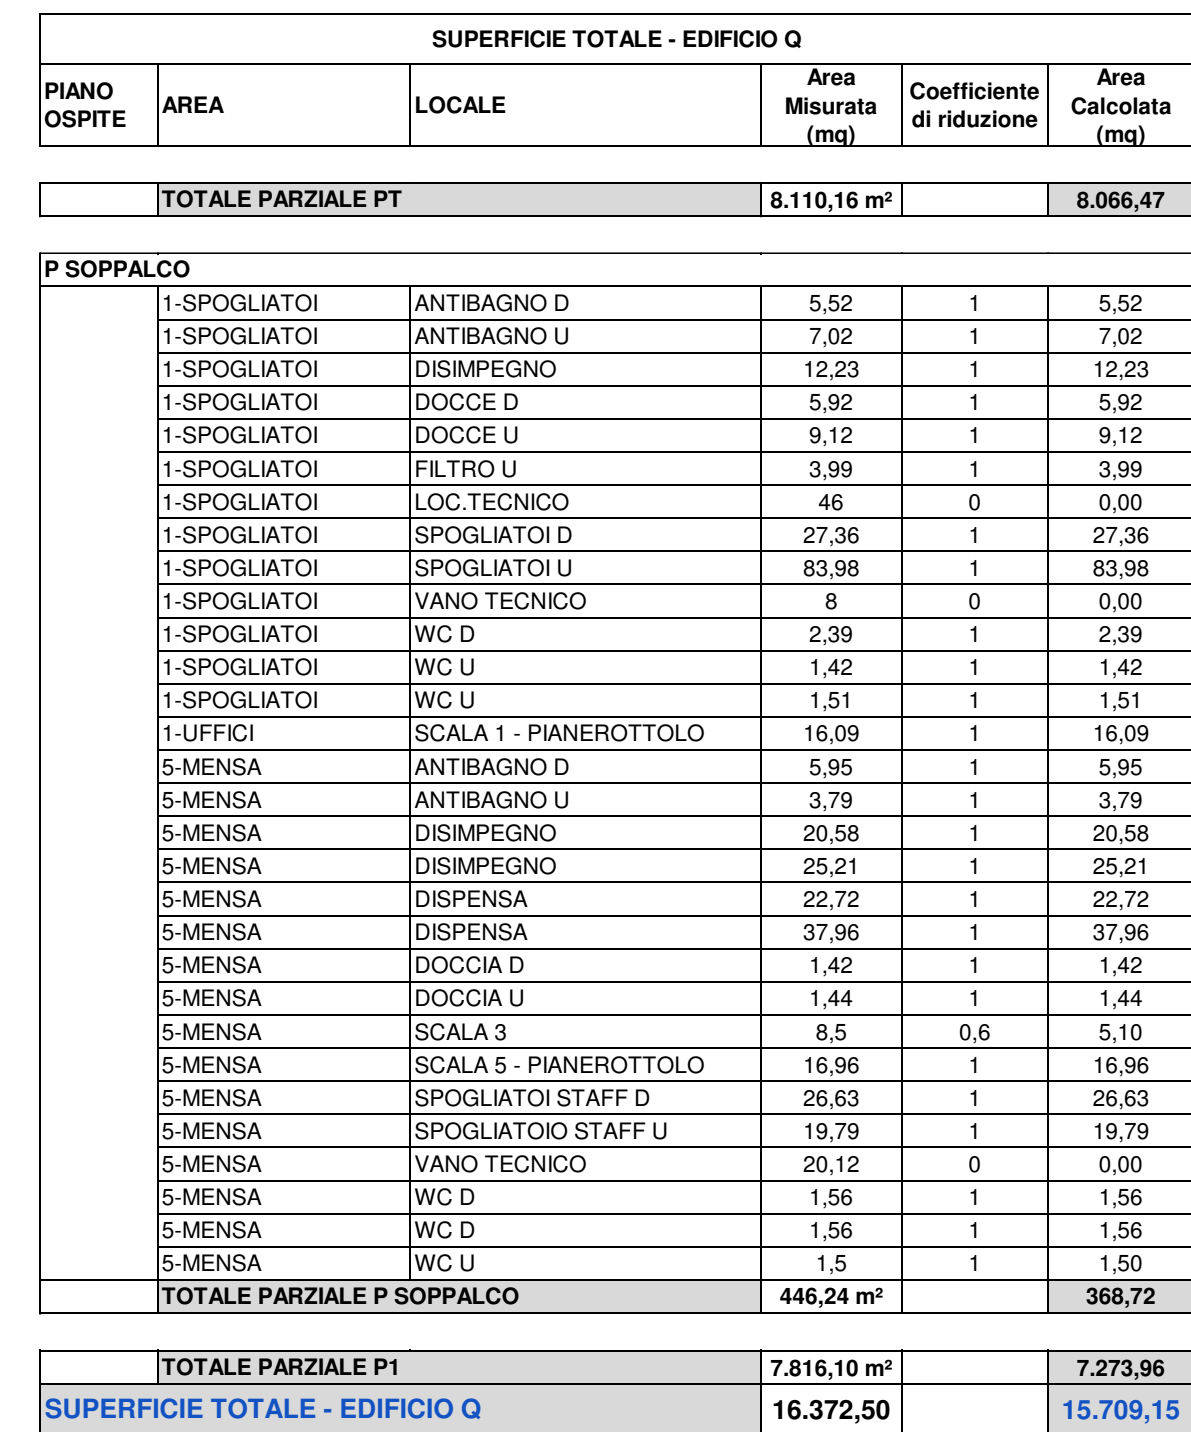 SUPERFICIE TOTALE - EDIFICIO Q
PIANO OSPITE AREA LOCALE Area Misurata (mq) Coefficiente di riduzione Area Calcolata (mq)
TOTALE PARZIALE PT 8.110,16 m² 8.066,47
P SOPPALCO
1-SPOGLIATOI ANTIBAGNO D 5,52 1 5,52
1-SPOGLIATOI ANTIBAGNO U 7,02 1 7,02
1-SPOGLIATOI DISIMPEGNO 12,23 1 12,23
1-SPOGLIATOI DOCCE D 5,92 1 5,92
1-SPOGLIATOI DOCCE U 9,12 1 9,12
1-SPOGLIATOI FILTRO U 3,99 1 3,99
1-SPOGLIATOI LOC.TECNICO 46 0 0,00
1-SPOGLIATOI SPOGLIATOI D 27,36 1 27,36
1-SPOGLIATOI SPOGLIATOI U 83,98 1 83,98
1-SPOGLIATOI VANO TECNICO 8 0 0,00
1-SPOGLIATOI WC D 2,39 1 2,39
1-SPOGLIATOI WC U 1,42 1 1,42
1-SPOGLIATOI WC U 1,51 1 1,51
1-UFFICI SCALA 1 - PIANEROTTOLO 16,09 1 16,09
5-MENSA ANTIBAGNO D 5,95 1 5,95
5-MENSA ANTIBAGNO U 3,79 1 3,79
5-MENSA DISIMPEGNO 20,58 1 20,58
5-MENSA DISIMPEGNO 25,21 1 25,21
5-MENSA DISPENSA 22,72 1 22,72
5-MENSA DISPENSA 37,96 1 37,96
5-MENSA DOCCIA D 1,42 1 1,42
5-MENSA DOCCIA U 1,44 1 1,44
5-MENSA SCALA 3 8,5 0,6 5,10
5-MENSA SCALA 5 - PIANEROTTOLO 16,96 1 16,96
5-MENSA SPOGLIATOI STAFF D 26,63 1 26,63
5-MENSA SPOGLIATOIO STAFF U 19,79 1 19,79
5-MENSA VANO TECNICO 20,12 0 0,00
5-MENSA WC D 1,56 1 1,56
5-MENSA WC D 1,56 1 1,56
5-MENSA WC U 1,5 1 1,50
TOTALE PARZIALE P SOPPALCO 446,24 m² 368,72
TOTALE PARZIALE P1 7.816,10 m² 7.273,96
SUPERFICIE TOTALE - EDIFICIO Q 16.372,50 15.709,15